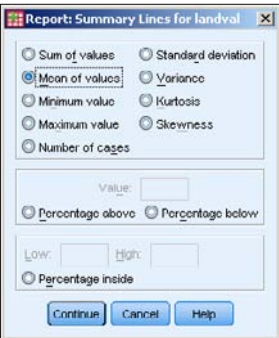 Report: Summary Lines for landval
Sum of values
Standard deviation
Mean of values
Variance
Minimum value
Kurtosis
Maximum value
Skewness
Number of cases
Value:
Percentage above
Percentage below
Low:
High:
Percentage inside
Continue
Cancel
Help